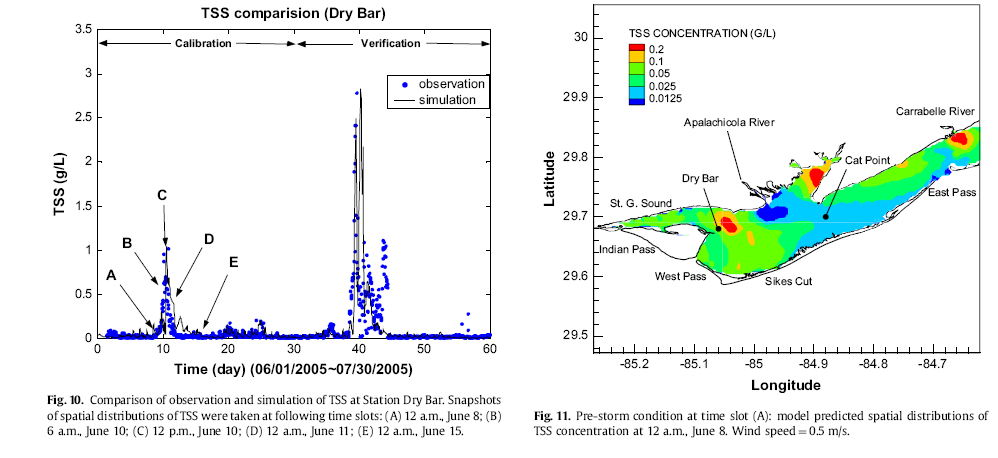 TSS comparision (Dry Bar)
3.5
3
2.5
2
1.5
1
0.5
0
TSS (g/L)
Calibration
Verification
observation
simulation
A
B
C
D
E
0 10 20 30 40 50 60
Time (day) (06/01/2005~07/30/2005)
Fig. 10. Comparison of observation and simulation of TSS at Station Dry Bar. Snapshots
of spatial distributions of TSS were taken at following time slots: (A) 12 a.m., June 8; (B)
6 a.m., June 10; (C) 12 p.m., June 10; (D) 12 a.m., June 11; (E) 12 a.m., June 15.
30
29.9
29.8
29.7
29.6
29.5
Latitude
TSS CONCENTRATION (G/L)
0.2
0.1
0.05
0.025
0.0125
Carrabelle River
Apalachicola River
Cat Point
Dry Bar
East Pass
St. G. Sound
Indian Pass
West Pass
Sikes Cut
-85.2 -85.1 -85 -84.9 -84.8 -84.7
Longitude
Fig. 11. Pre-storm condition at time slot (A): model predicted spatial distributions of
TSS concentration at 12 a.m., June 8. Wind speed = 0.5 m/s.